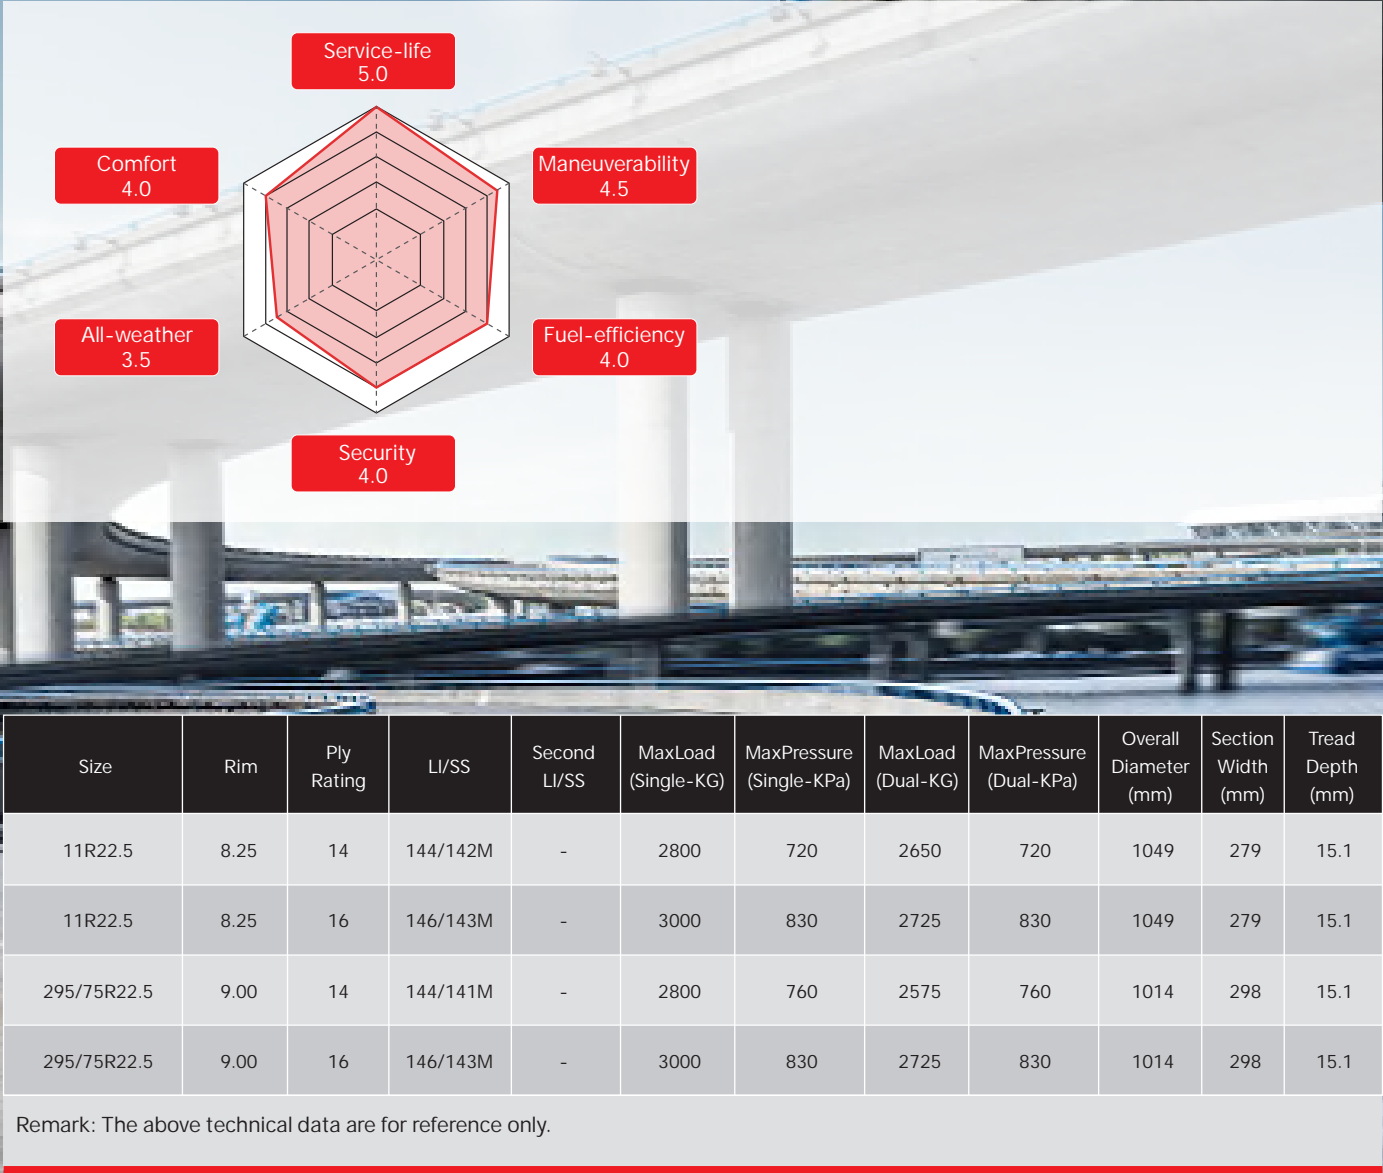 Service-life
5.0
Comfort
4.0
Maneuverability
4.5
All-weather
3.5
Fuel-efficiency
4.0
Security
4.0
Size Rim Ply Rating LI/SS Second LI/SS MaxLoad (Single-KG) MaxPressure (Single-KPa) MaxLoad (Dual-KG) MaxPressure (Dual-KPa) Overall Diameter (mm) Section Width (mm) Tread Depth (mm)
11R22.5 8.25 14 144/142M - 2800 720 2650 720 1049 279 15.1
11R22.5 8.25 16 146/143M - 3000 830 2725 830 1049 279 15.1
295/75R22.5 9.00 14 144/141M - 2800 760 2575 760 1014 298 15.1
295/75R22.5 9.00 16 146/143M - 3000 830 2725 830 1014 298 15.1
Remark: The above technical data are for reference only.